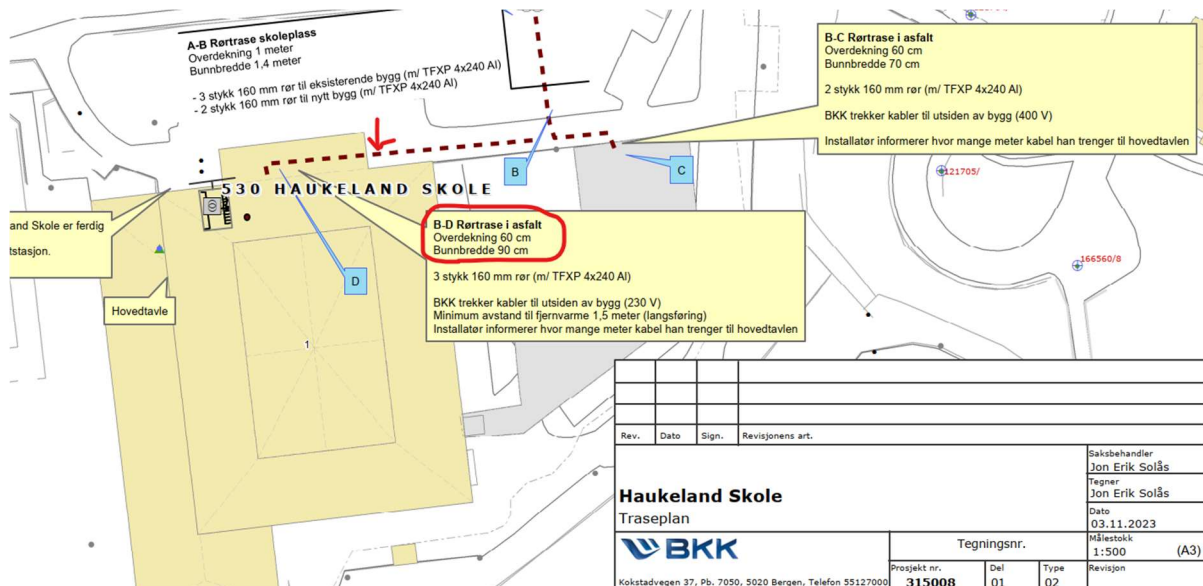 A-B Rørtrase skoleplass
Overdekning 1 meter
Bunnbredde 1,4 meter
- 3 stykk 160 mm rør til eksisterende bygg (m/ TFXP 4x240 Al)
- 2 stykk 160 mm rør til nytt bygg (m/ TFXP 4x240 Al)
B-C Rørtrase i asfalt
Overdekning 60 cm
Bunnbredde 70 cm
2 stykk 160 mm rør (m/ TFXP 4x240 Al)
BKK trekker kabler til utsiden av bygg (400 V)
Installatør informerer hvor mange meter kabel han trenger til hovedtavlen
B
C
121705/
530 HAUKELAND SKOLE
and Skole er ferdig
tstasjon.
B-D Rørtrase i asfalt
Overdekning 60 cm
Bunnbredde 90 cm
3 stykk 160 mm rør (m/ TFXP 4x240 Al)
BKK trekker kabler til utsiden av bygg (230 V)
Minimum avstand til fjernvarme 1,5 meter (langsføring)
Installatør informerer hvor mange meter kabel han trenger til hovedtavlen
D
166560/8
Hovedtavle
1
Rev. Dato Sign. Revisjonens art.
Haukeland Skole
Traseplan
Saksbehandler
Jon Erik Solås
Tegner
Jon Erik Solås
Dato
03.11.2023
Målestokk
1:500 (A3)
BKK
Kokstadvegen 37, Pb. 7050, 5020 Bergen, Telefon 55127000
Tegningsnr.
Prosjekt nr. Del Type Revisjon
315008 01 02